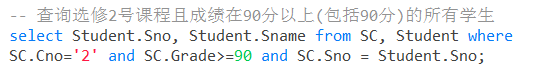 -- 查询选修2号课程且成绩在90分以上(包括90分)的所有学生
select Student.Sno, Student.Sname from SC, Student where
SC.Cno='2' and SC.Grade>=90 and SC.Sno = Student.Sno;